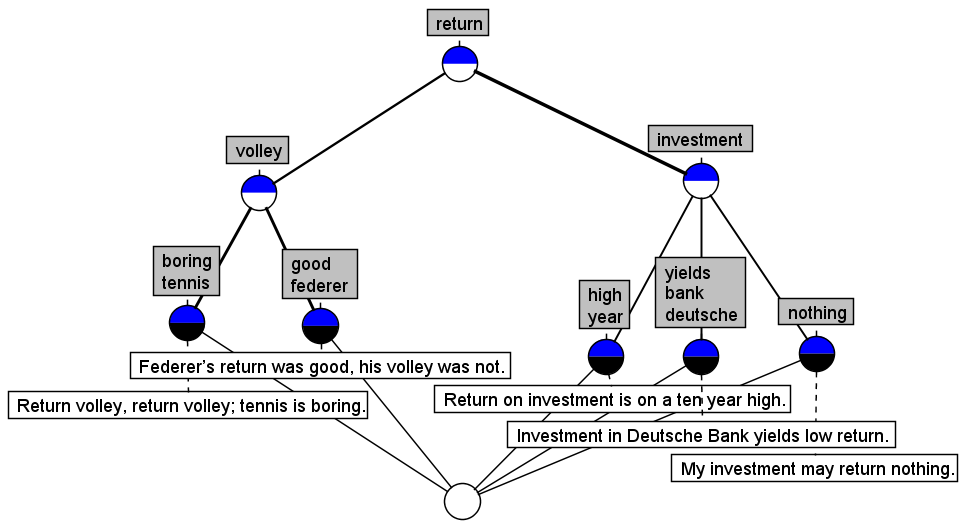 return
volley
investment
boring
tennis
good
federer
yields
bank
deutsche
high
year
nothing
Federer's return was good, his volley was not.
Return volley, return volley; tennis is boring.
Return on investment is on a ten year high.
Investment in Deutsche Bank yields low return.
My investment may return nothing.